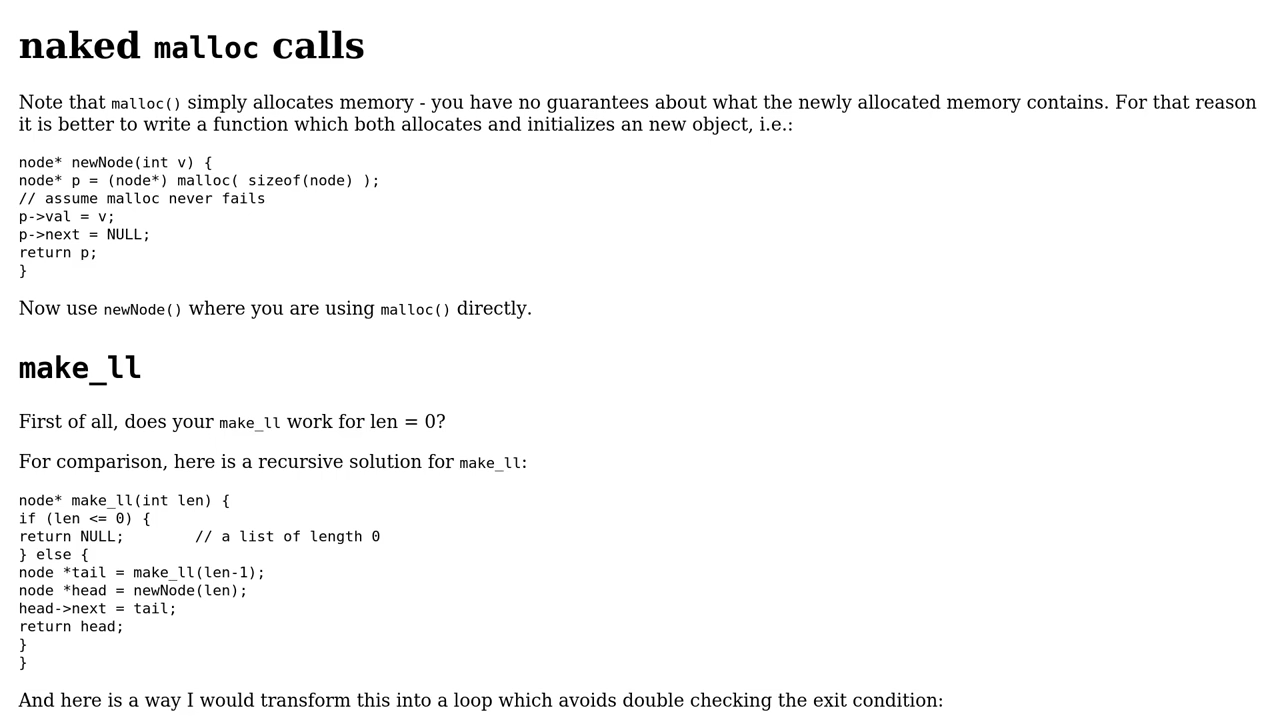 naked malloc calls
Note that malloc() simply allocates memory - you have no guarantees about what the newly allocated memory contains. For that reason
it is better to write a function which both allocates and initializes an new object, i.e.:
node* newNode(int v) {
node* p = (node*) malloc( sizeof(node) );
// assume malloc never fails
p->val = v;
p->next = NULL;
return p;
}
Now use newNode() where you are using malloc() directly.
make_ll
First of all, does your make_ll work for len = 0?
For comparison, here is a recursive solution for make_ll:
node* make_ll(int len) {
if (len <= 0) {
return NULL;        // a list of length 0
} else {
node *tail = make_ll(len-1);
node *head = newNode(len);
head->next = tail;
return head;
}
}
And here is a way I would transform this into a loop which avoids double checking the exit condition: